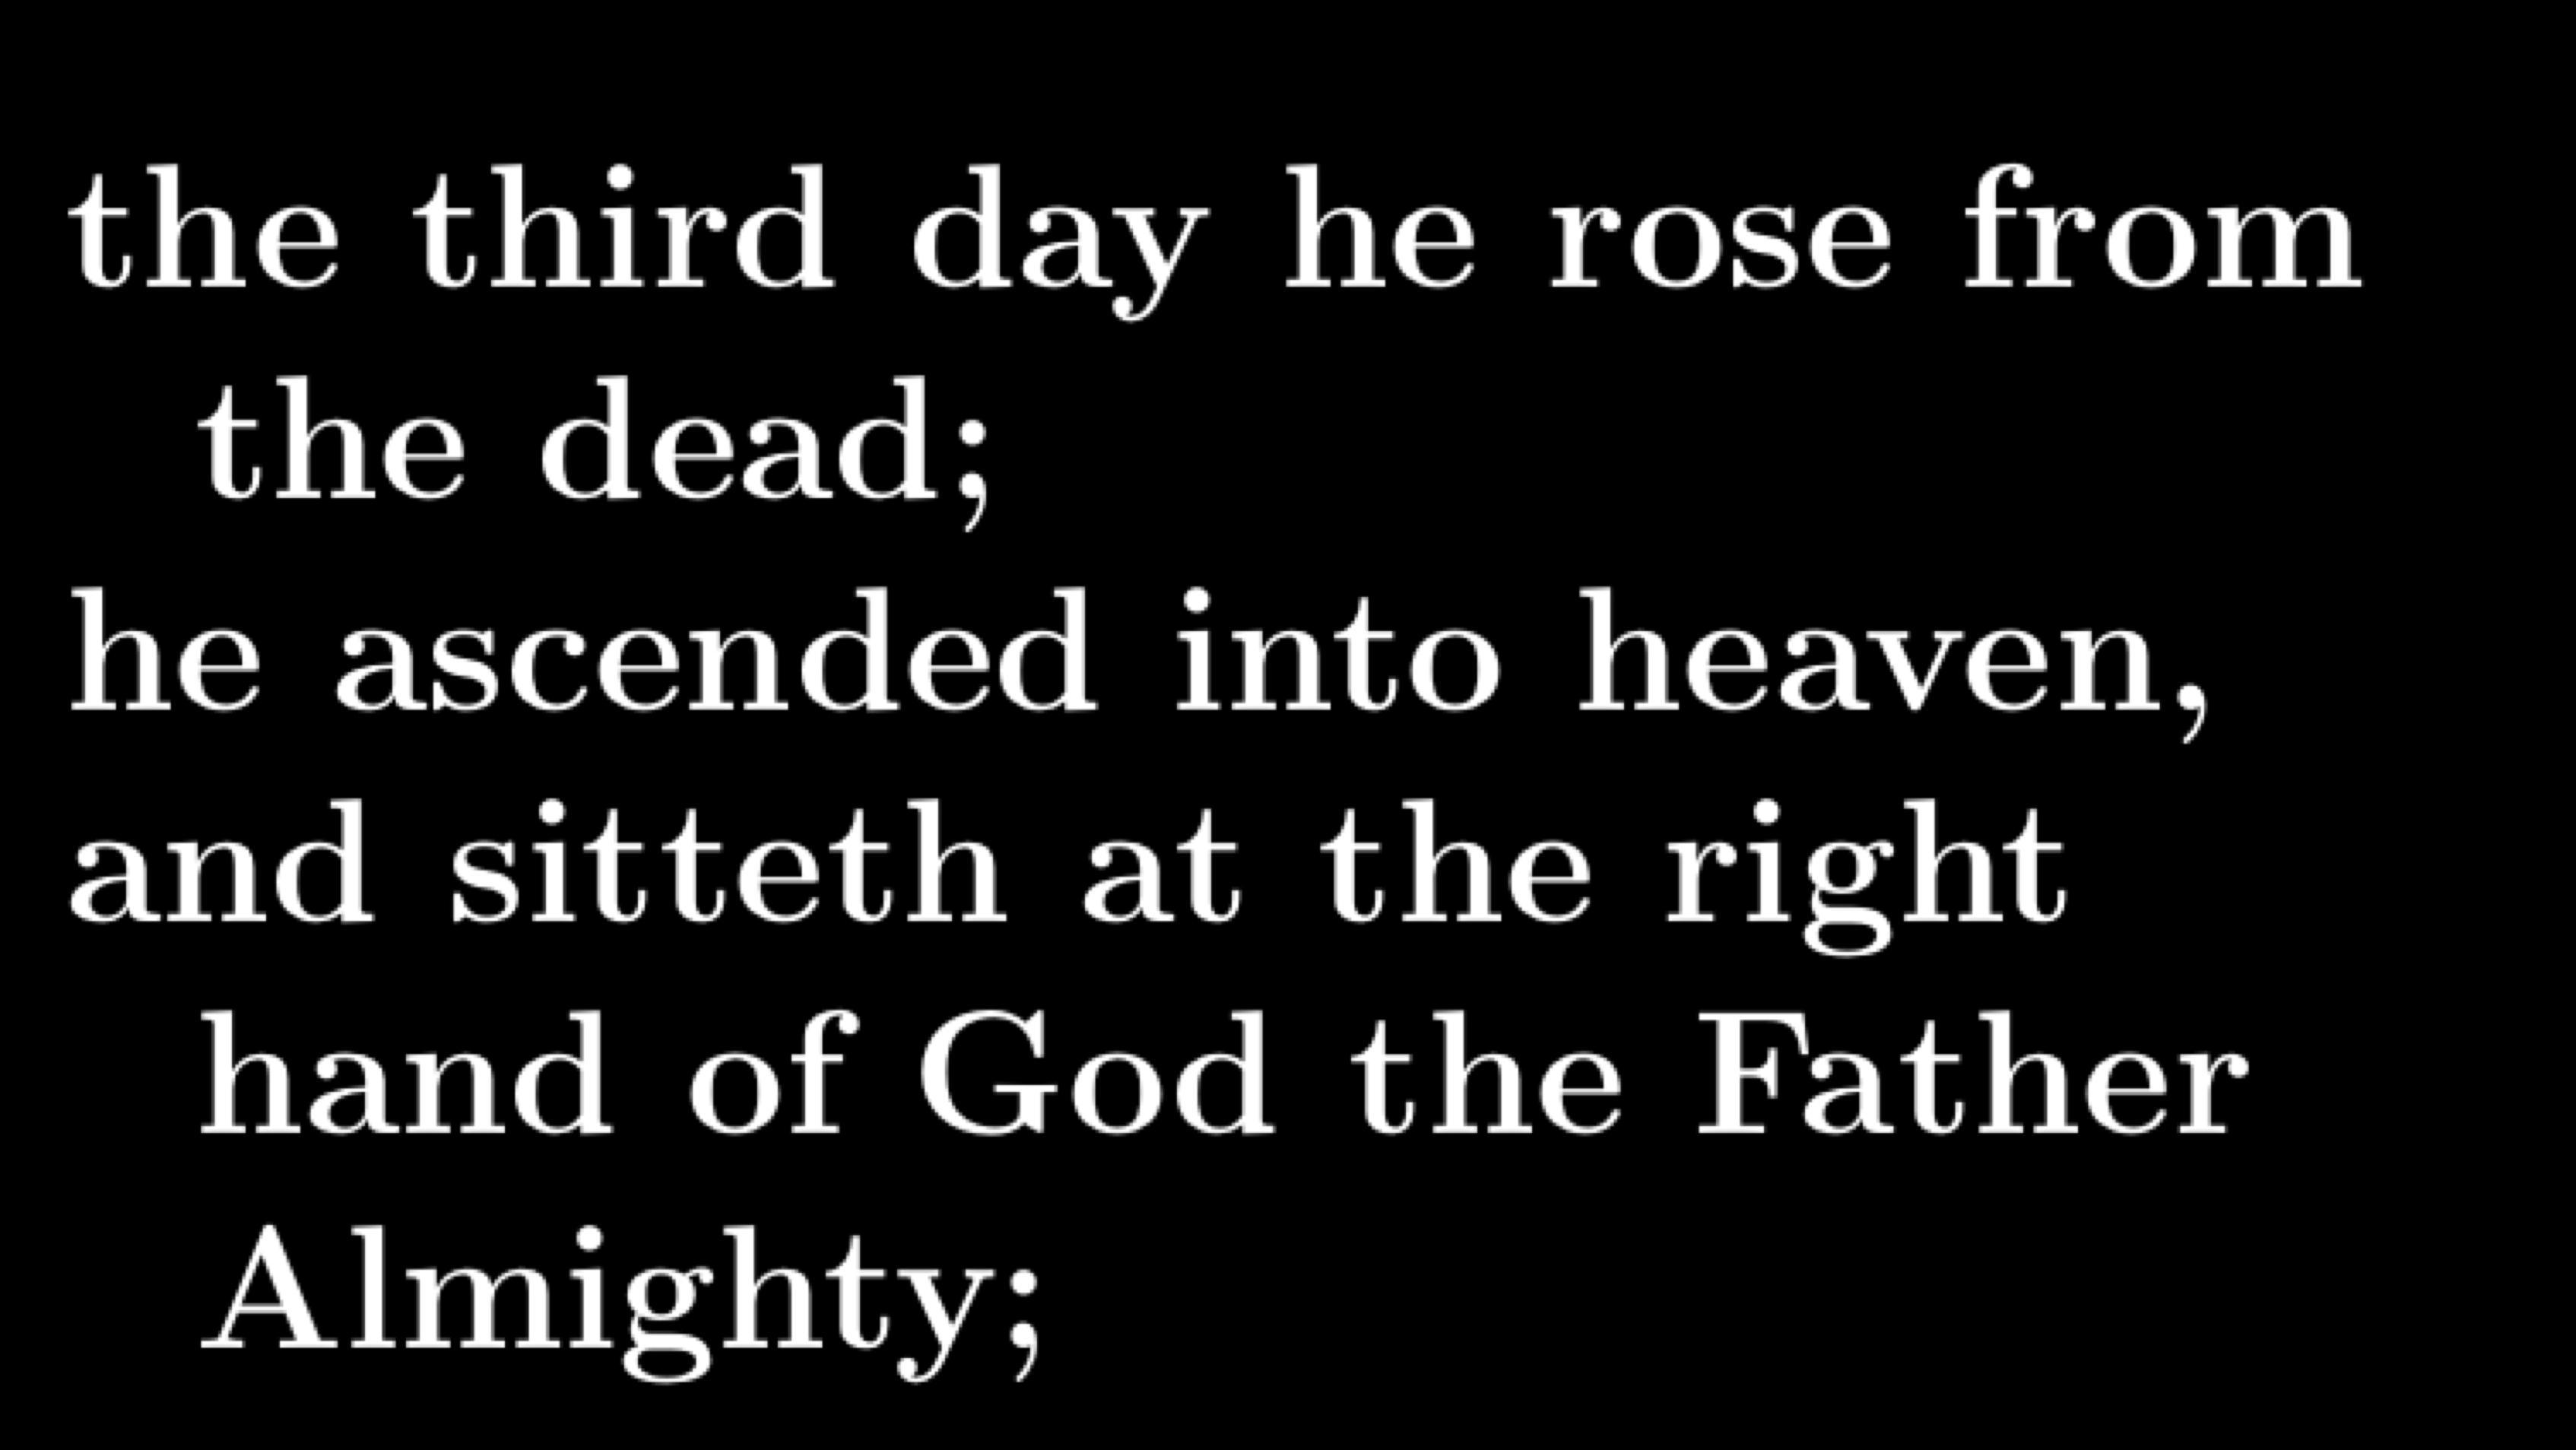 the third day he rose from
the dead;
he ascended into heaven,
and sitteth at the right
hand of God the Father
Almighty;